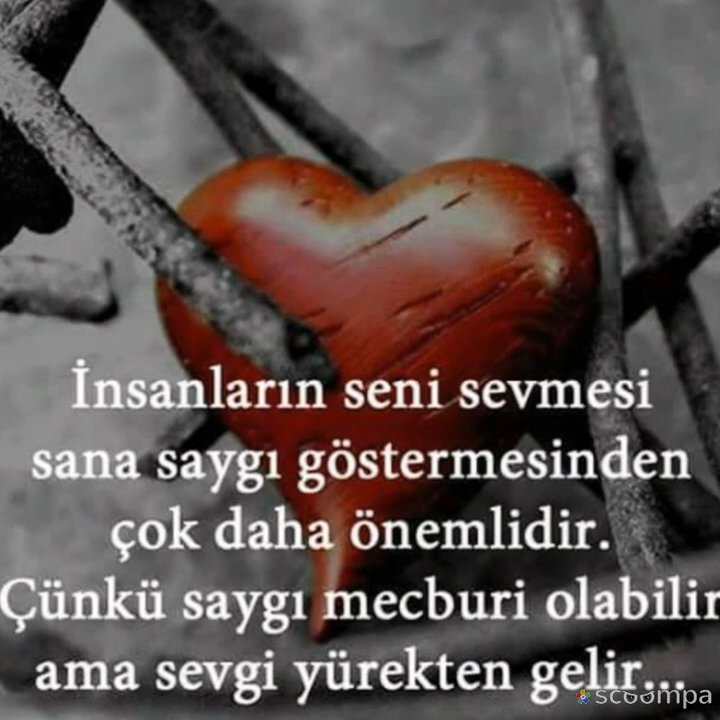 İnsanların seni sevmesi
sana saygı göstermesinden
çok daha önemlidir.
Çünkü saygı mecburi olabilir
ama sevgi yürekten gelir...
scoompa